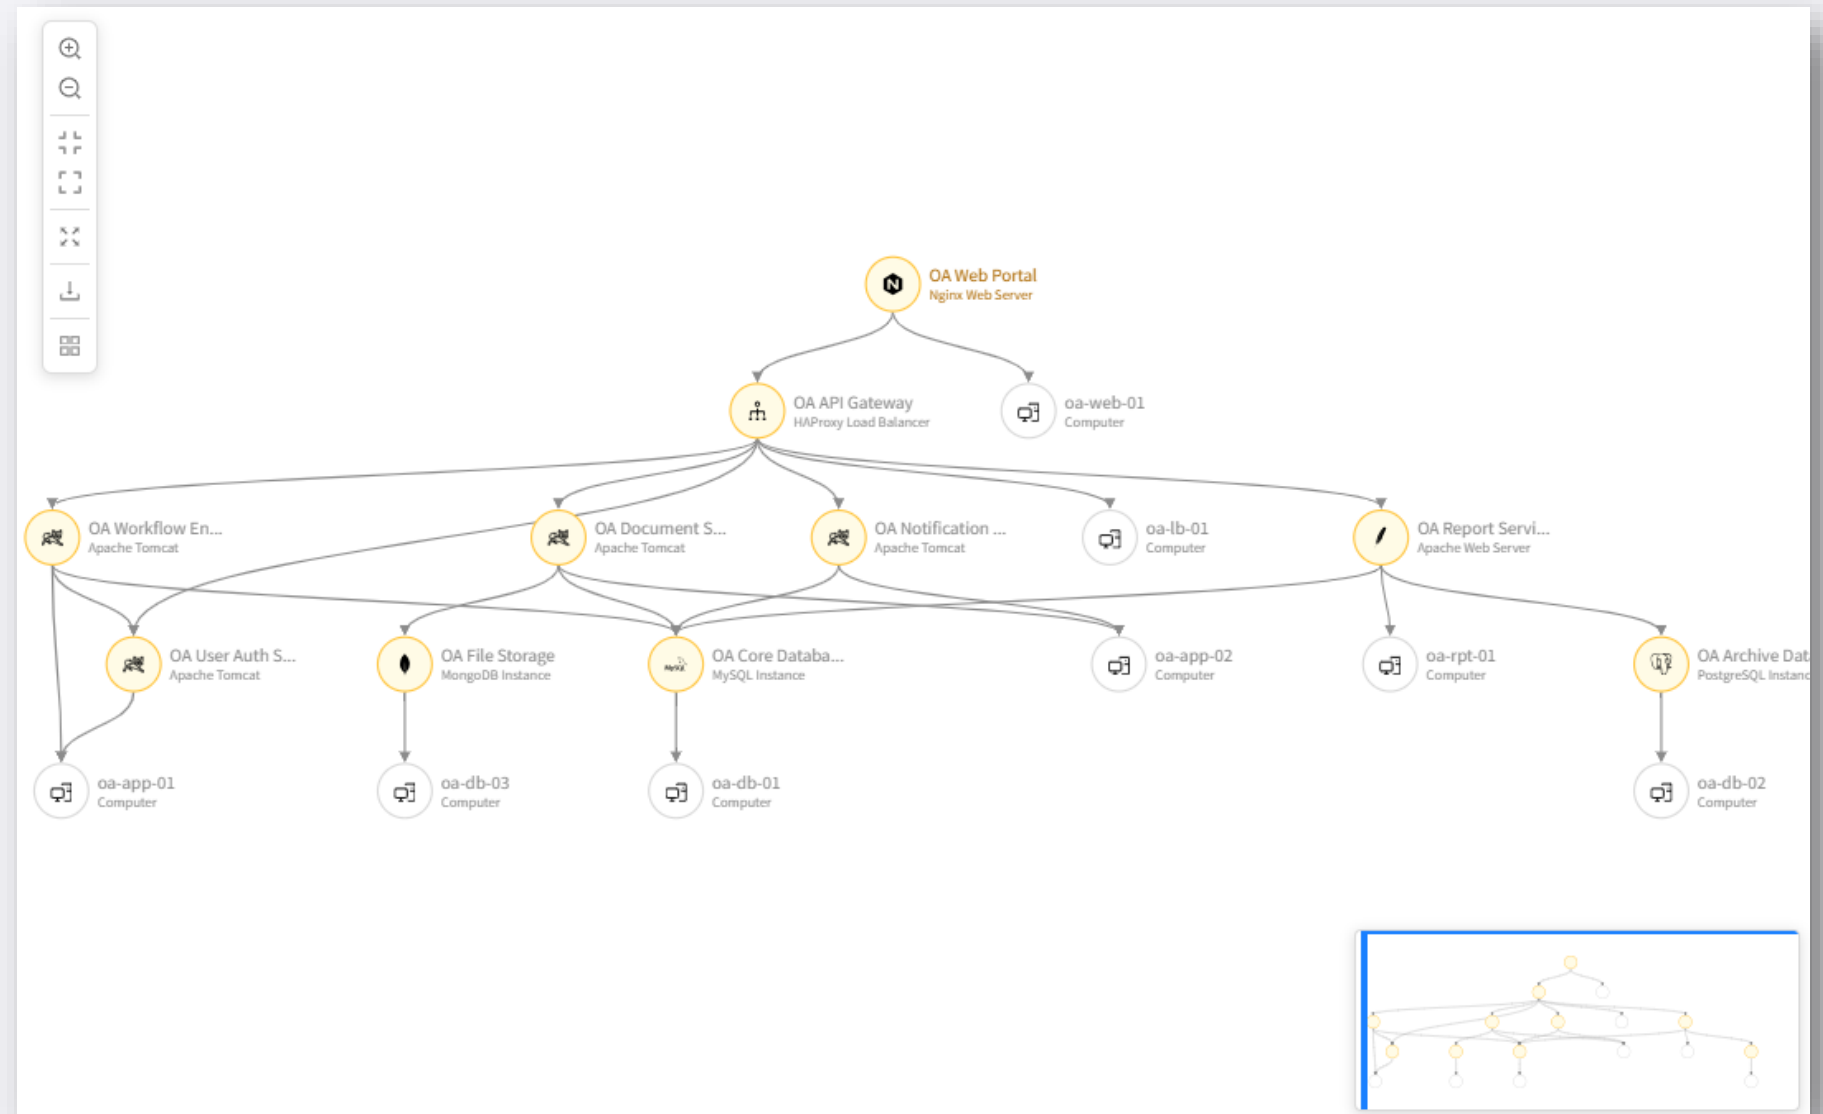 OA Web Portal
Nginx Web Server
OA API Gateway
HAProxy Load Balancer
oa-web-01
Computer
OA Workflow En...
Apache Tomcat
OA Document S...
Apache Tomcat
OA Notification ...
Apache Tomcat
oa-lb-01
Computer
OA Report Servi...
Apache Web Server
OA User Auth S...
Apache Tomcat
OA File Storage
MongoDB Instance
MySQL
OA Core Databa...
MySQL Instance
oa-app-02
Computer
oa-rpt-01
Computer
OA Archive Dat
PostgreSQL Instanc
oa-app-01
Computer
oa-db-03
Computer
oa-db-01
Computer
oa-db-02
Computer